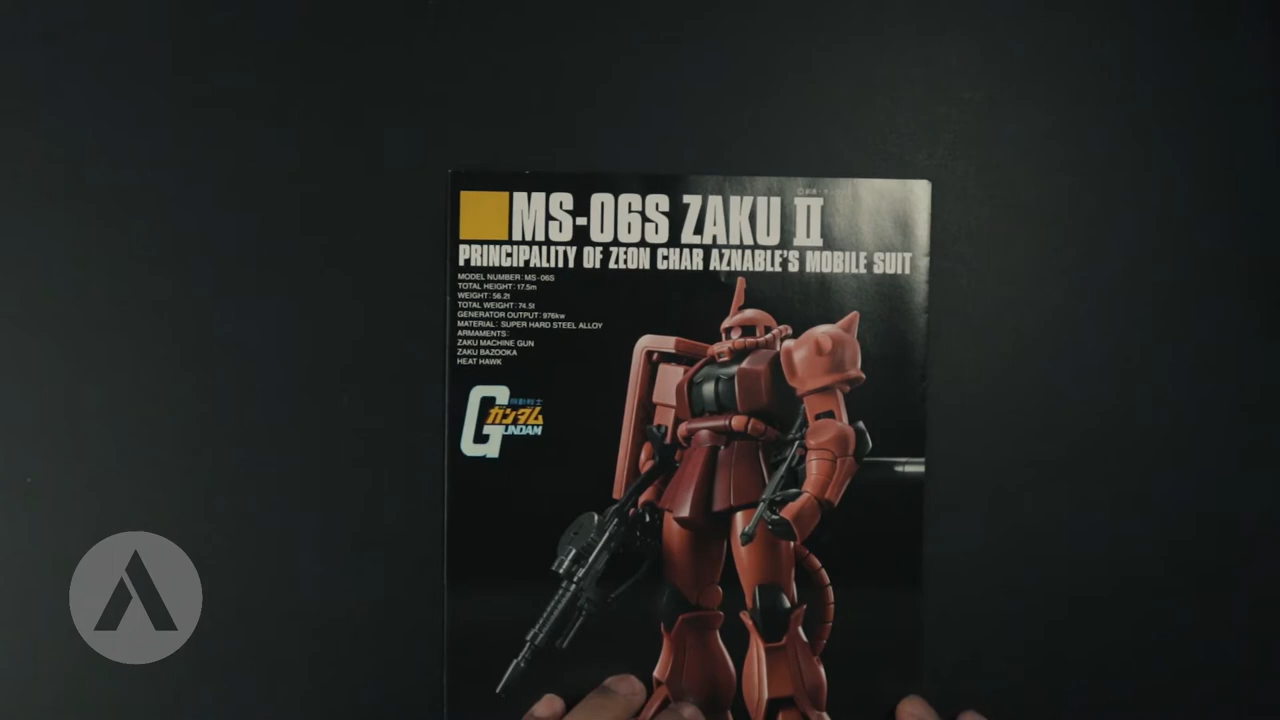 MS-06S ZAKU II
PRINCIPALITY OF ZEON CHAR AZNABLE'S MOBILE SUIT
MODEL NUMBER: MS-06S
TOTAL HEIGHT: 17.5m
WEIGHT: 56.2t
TOTAL WEIGHT: 74.5t
GENERATOR OUTPUT: 976kw
MATERIAL: SUPER HARD STEEL ALLOY
ARMAMENTS:
ZAKU MACHINE GUN
ZAKU BAZOOKA
HEAT HAWK
機動戦士
ガンダム
GUNDAM